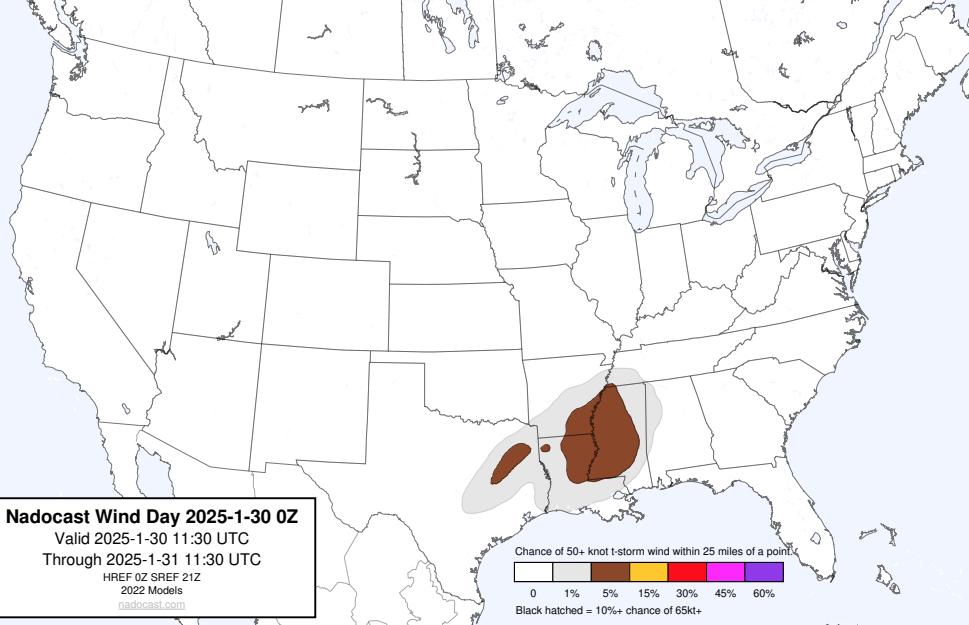 Nadocast Wind Day 2025-1-30 0Z
Valid 2025-1-30 11:30 UTC
Through 2025-1-31 11:30 UTC
HREF 0Z SREF 21Z
2022 Models
nadocast.com
Chance of 50+ knot t-storm wind within 25 miles of a point.
0 1% 5% 15% 30% 45% 60%
Black hatched = 10%+ chance of 65kt+